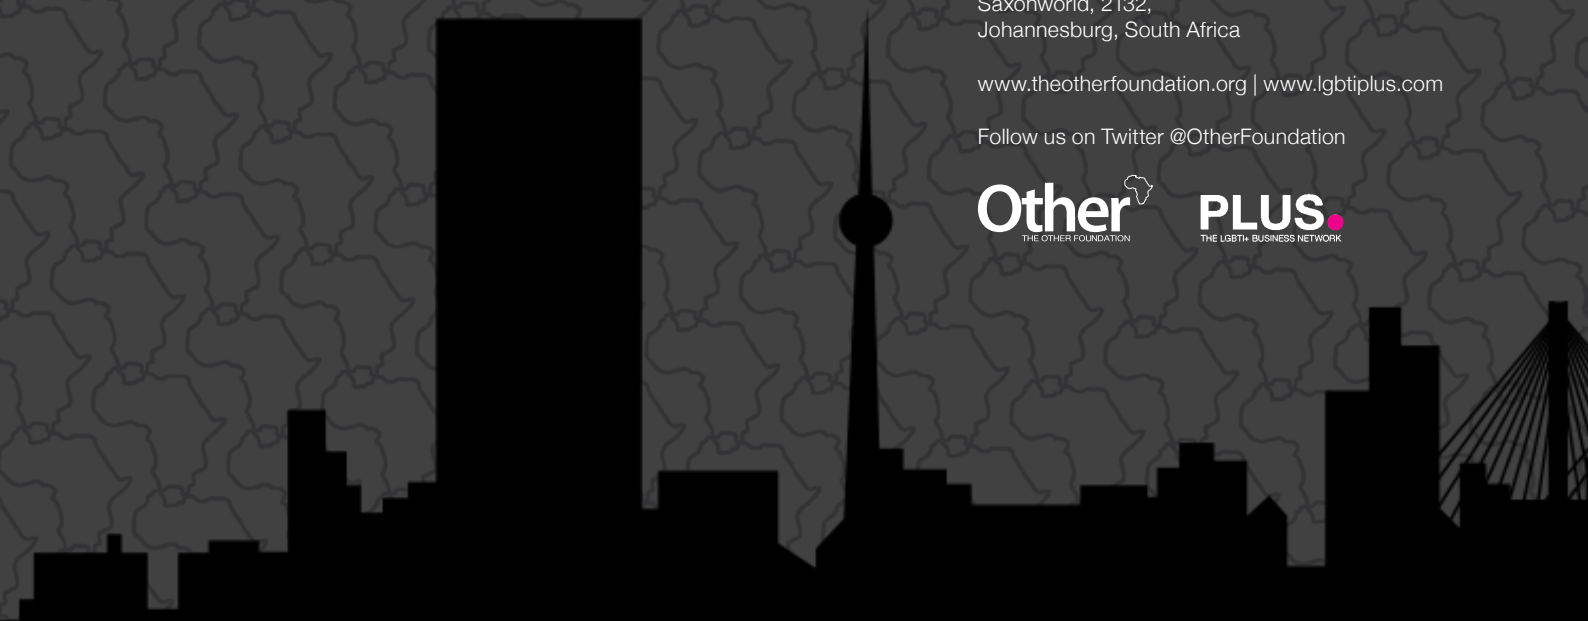 Saxonworld, 2132,
Johannesburg, South Africa
www.theotherfoundation.org | www.lgbtiplus.com
Follow us on Twitter @OtherFoundation
Other
THE OTHER FOUNDATION
PLUS.
THE LGBTI+ BUSINESS NETWORK